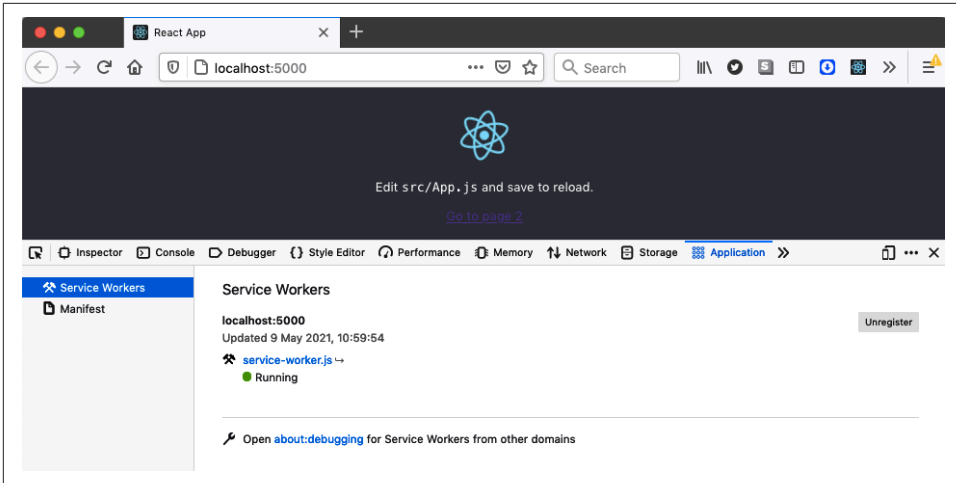 React App
localhost:5000
Search
S
Edit src/App.js and save to reload.
Go to page 2
Inspector Console Debugger {} Style Editor Performance Memory Network Storage Application
Service Workers
Manifest
Service Workers
localhost:5000
Updated 9 May 2021, 10:59:54
Unregister
service-worker.js
Running
Open about:debugging for Service Workers from other domains